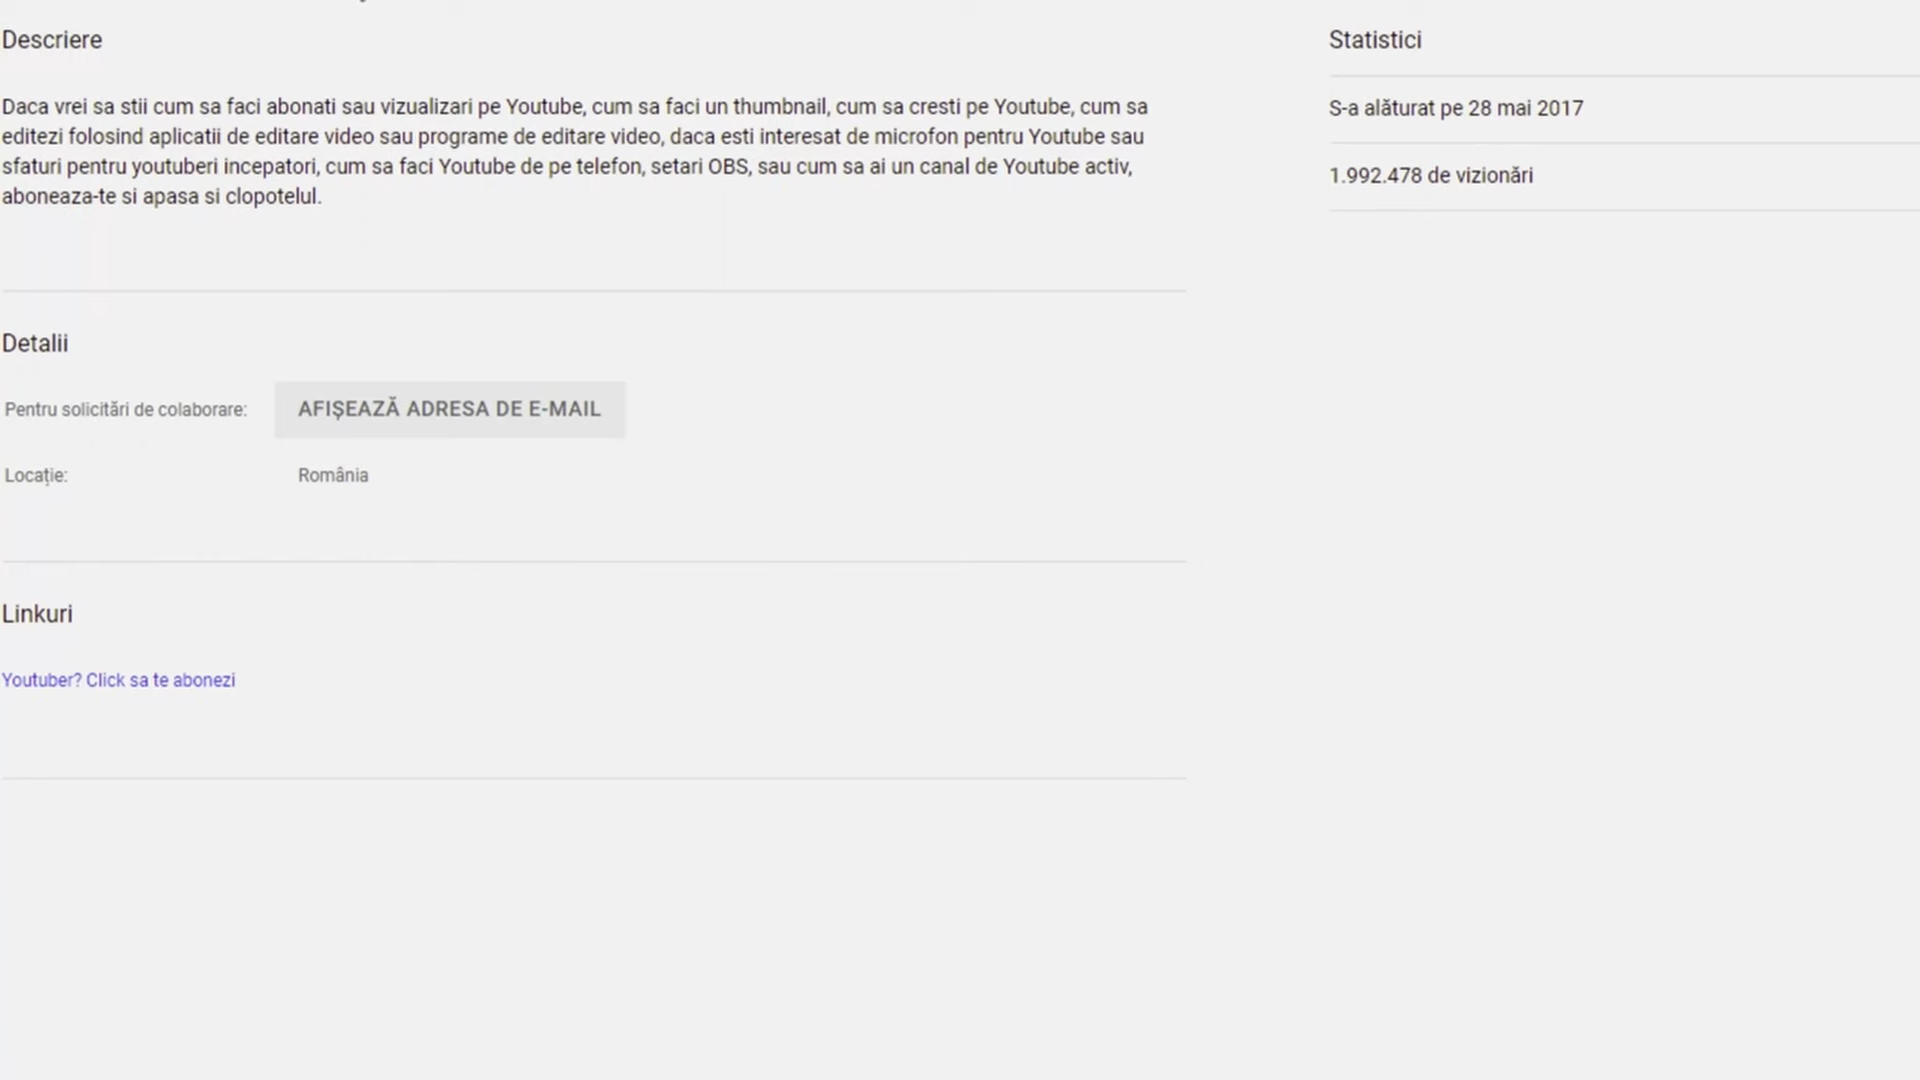 Descriere
Daca vrei sa stii cum sa faci abonati sau vizualizari pe Youtube, cum sa faci un thumbnail, cum sa cresti pe Youtube, cum sa
editezi folosind aplicatii de editare video sau programe de editare video, daca esti interesat de microfon pentru Youtube sau
sfaturi pentru youtuberi incepatori, cum sa faci Youtube de pe telefon, setari OBS, sau cum sa ai un canal de Youtube activ,
aboneaza-te si apasa si clopotelul.
Detalii
Pentru solicitări de colaborare: AFIȘEAZĂ ADRESA DE E-MAIL
Locație: România
Linkuri
Youtuber? Click sa te abonezi
Statistici
S-a alăturat pe 28 mai 2017
1.992.478 de vizionări